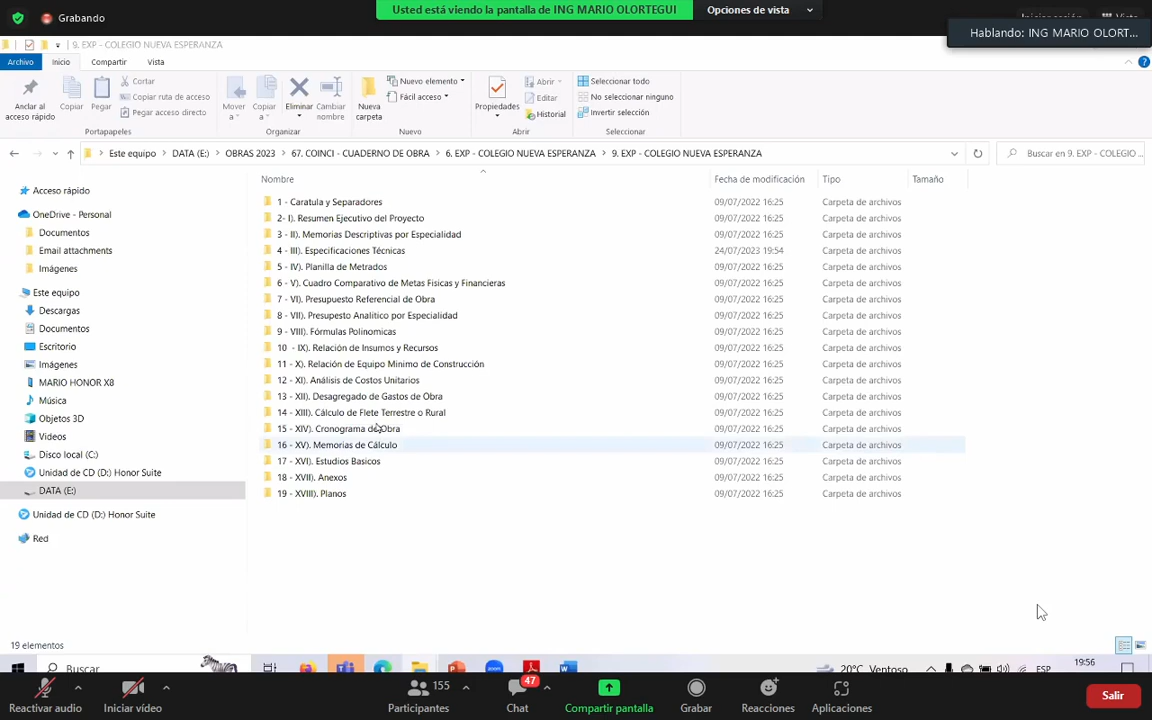 Grabando
Usted está viendo la pantalla de ING MARIO OLORTEGUI
Opciones de vista
Hablando: ING MARIO OLORT...
9. EXP - COLEGIO NUEVA ESPERANZA
Archivo Inicio Compartir Vista
Anclar al acceso rápido
Copiar
Pegar
Cortar
Copiar ruta de acceso
Pegar acceso directo
Portapapeles
Mover a
Copiar a
Eliminar
Cambiar nombre
Organizar
Nueva carpeta
Nuevo elemento
Fácil acceso
Nuevo
Propiedades
Abrir
Editar
Historial
Abrir
Seleccionar todo
No seleccionar ninguno
Invertir selección
Seleccionar
Este equipo > DATA (E:) > OBRAS 2023 > 67. COINCI - CUADERNO DE OBRA > 6. EXP - COLEGIO NUEVA ESPERANZA > 9. EXP - COLEGIO NUEVA ESPERANZA
Buscar en 9. EXP - COLEGIO ...
Acceso rápido
OneDrive - Personal
Documentos
Email attachments
Imágenes
Este equipo
Descargas
Documentos
Escritorio
Imágenes
MARIO HONOR X8
Música
Objetos 3D
Videos
Disco local (C:)
Unidad de CD (D:) Honor Suite
DATA (E:)
Unidad de CD (D:) Honor Suite
Red
Nombre Fecha de modificación Tipo Tamaño
1 - Caratula y Separadores 09/07/2022 16:25 Carpeta de archivos
2- I). Resumen Ejecutivo del Proyecto 09/07/2022 16:25 Carpeta de archivos
3 - II). Memorias Descriptivas por Especialidad 09/07/2022 16:25 Carpeta de archivos
4 - III). Especificaciones Técnicas 24/07/2023 19:54 Carpeta de archivos
5 - IV). Planilla de Metrados 09/07/2022 16:25 Carpeta de archivos
6 - V). Cuadro Comparativo de Metas Fisicas y Financieras 09/07/2022 16:25 Carpeta de archivos
7 - VI). Presupuesto Referencial de Obra 09/07/2022 16:25 Carpeta de archivos
8 - VII). Presupesto Analítico por Especialidad 09/07/2022 16:25 Carpeta de archivos
9 - VIII). Fórmulas Polinomicas 09/07/2022 16:25 Carpeta de archivos
10 - IX). Relación de Insumos y Recursos 09/07/2022 16:25 Carpeta de archivos
11 - X). Relación de Equipo Minimo de Construcción 09/07/2022 16:25 Carpeta de archivos
12 - XI). Análisis de Costos Unitarios 09/07/2022 16:25 Carpeta de archivos
13 - XII). Desagregado de Gastos de Obra 09/07/2022 16:25 Carpeta de archivos
14 - XIII). Cálculo de Flete Terrestre o Rural 09/07/2022 16:25 Carpeta de archivos
15 - XIV). Cronograma de Obra 09/07/2022 16:25 Carpeta de archivos
16 - XV). Memorias de Cálculo 09/07/2022 16:25 Carpeta de archivos
17 - XVI). Estudios Basicos 09/07/2022 16:25 Carpeta de archivos
18 - XVII). Anexos 09/07/2022 16:25 Carpeta de archivos
19 - XVIII). Planos 09/07/2022 16:25 Carpeta de archivos
19 elementos
Buscar
20°C Ventoso
ESP
19:56
Reactivar audio
Iniciar vídeo
155
Participantes
47
Chat
Compartir pantalla
Grabar
Reacciones
Aplicaciones
Salir